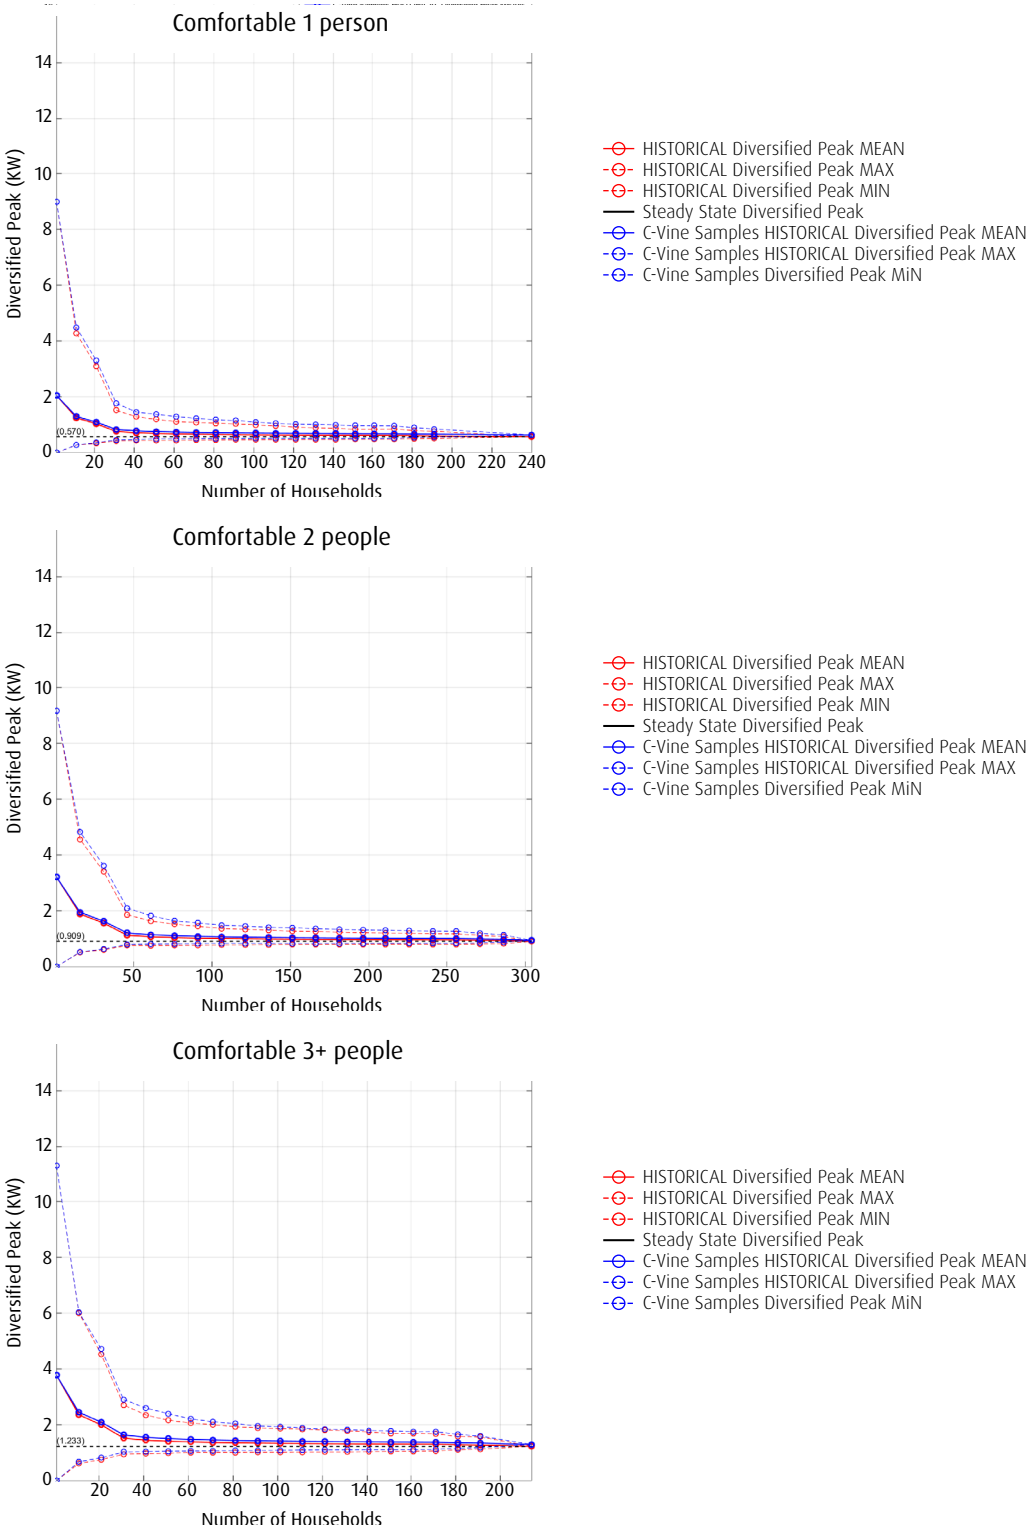 Comfortable 1 person
14
12
10
8
6
4
2
0
Diversified Peak (KW)
(0.570)
20 40 60 80 100 120 140 160 180 200 220 240
Number of Households
HISTORICAL Diversified Peak MEAN
HISTORICAL Diversified Peak MAX
HISTORICAL Diversified Peak MIN
Steady State Diversified Peak
C-Vine Samples HISTORICAL Diversified Peak MEAN
C-Vine Samples HISTORICAL Diversified Peak MAX
C-Vine Samples Diversified Peak MiN
Comfortable 2 people
14
12
10
8
6
4
2
0
Diversified Peak (KW)
(0.909)
50 100 150 200 250 300
Number of Households
HISTORICAL Diversified Peak MEAN
HISTORICAL Diversified Peak MAX
HISTORICAL Diversified Peak MIN
Steady State Diversified Peak
C-Vine Samples HISTORICAL Diversified Peak MEAN
C-Vine Samples HISTORICAL Diversified Peak MAX
C-Vine Samples Diversified Peak MiN
Comfortable 3+ people
14
12
10
8
6
4
2
0
Diversified Peak (KW)
(1.233)
20 40 60 80 100 120 140 160 180 200
Number of Households
HISTORICAL Diversified Peak MEAN
HISTORICAL Diversified Peak MAX
HISTORICAL Diversified Peak MIN
Steady State Diversified Peak
C-Vine Samples HISTORICAL Diversified Peak MEAN
C-Vine Samples HISTORICAL Diversified Peak MAX
C-Vine Samples Diversified Peak MiN